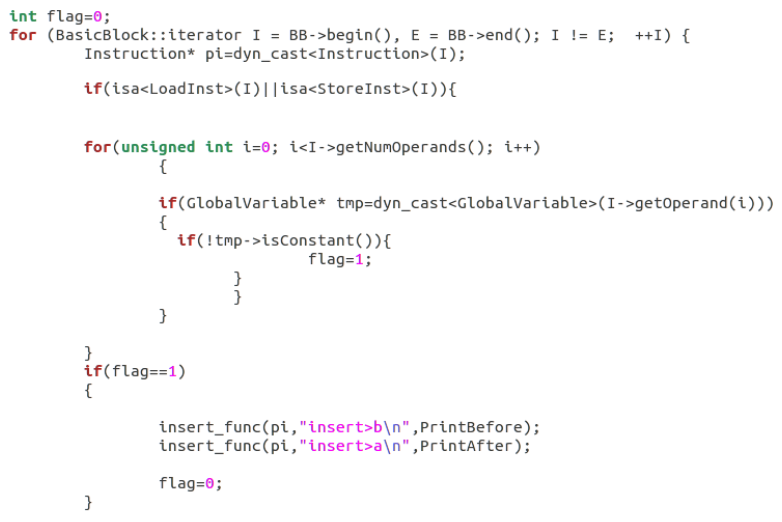 int flag=0;
for (BasicBlock::iterator I = BB->begin(), E = BB->end(); I != E;  ++I) {
        Instruction* pi=dyn_cast<Instruction>(I);
        if(isa<LoadInst>(I)||isa<StoreInst>(I)){
        for(unsigned int i=0; i<I->getNumOperands(); i++)
                {
                if(GlobalVariable* tmp=dyn_cast<GlobalVariable>(I->getOperand(i)))
                {
                  if(!tmp->isConstant()){
                                flag=1;
                        }
                        }
                }
        }
        if(flag==1)
        {
                insert_func(pi,"insert>b\n",PrintBefore);
                insert_func(pi,"insert>a\n",PrintAfter);
                flag=0;
        }